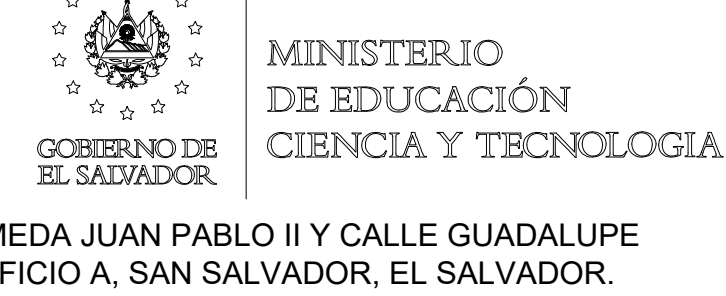 MINISTERIO
DE EDUCACIÓN
CIENCIA Y TECNOLOGIA
GOBIERNO DE
EL SALVADOR
MEDA JUAN PABLO II Y CALLE GUADALUPE
FICIO A, SAN SALVADOR, EL SALVADOR.